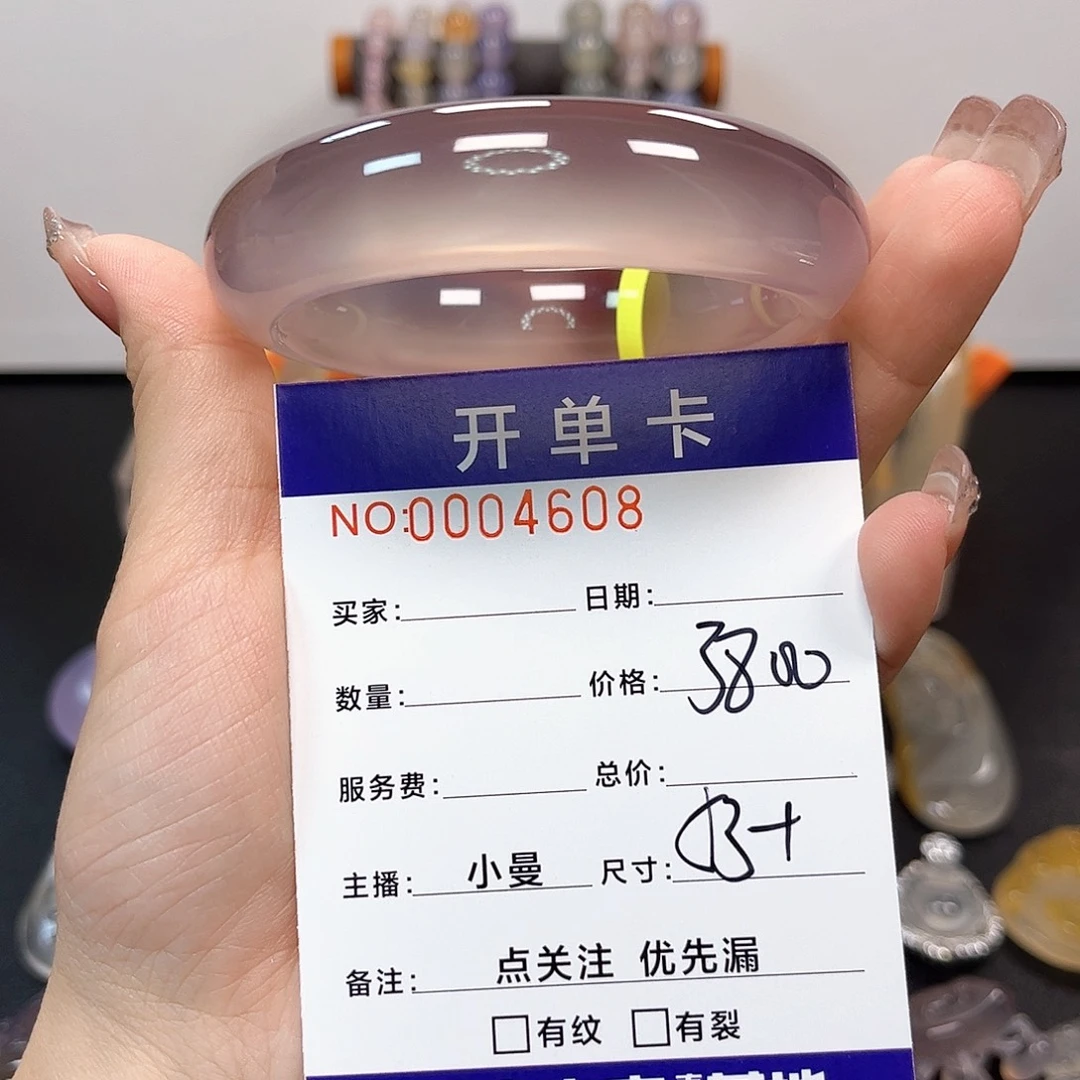 开单卡
NO:0004608
买家: 日期:
数量: 价格: 5800
服务费: 总价:
主播: 小曼 尺寸:
备注: 点关注 优先漏
有纹 有裂